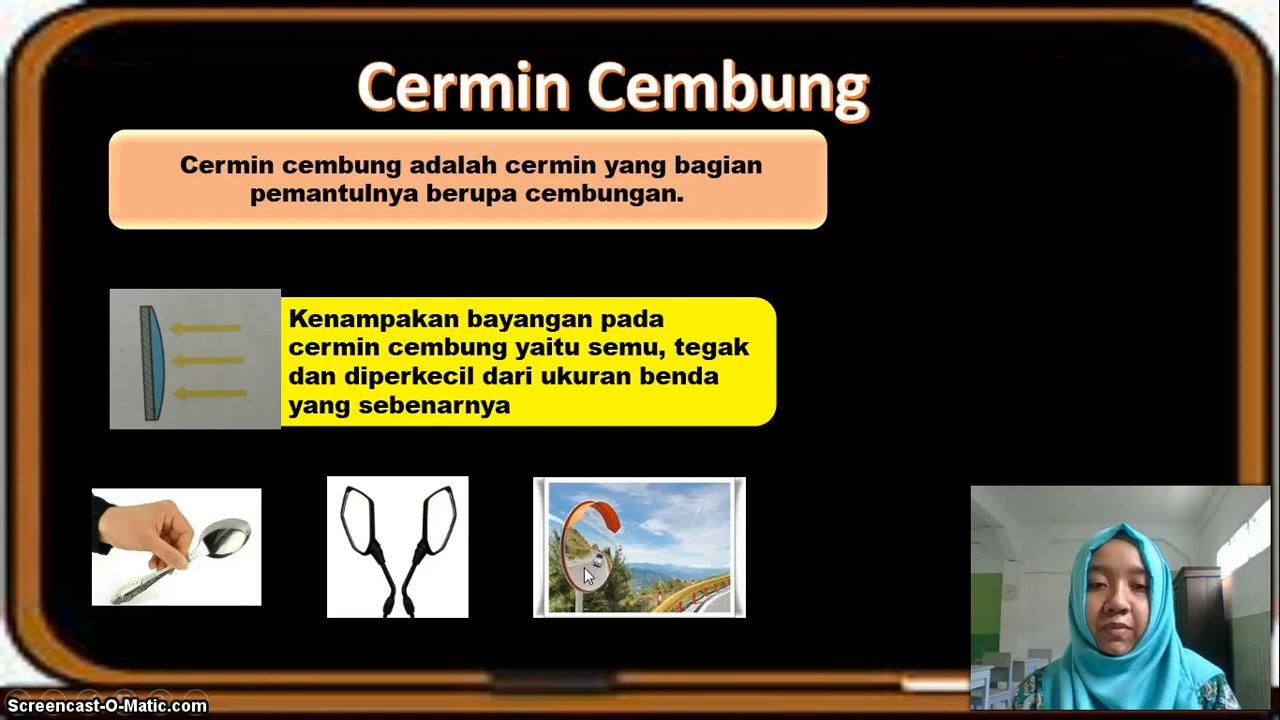 Cermin Cembung
Cermin cembung adalah cermin yang bagian
pemantulnya berupa cembungan.
Kenampakan bayangan pada
cermin cembung yaitu semu, tegak
dan diperkecil dari ukuran benda
yang sebenarnya
Screencast-O-Matic.com